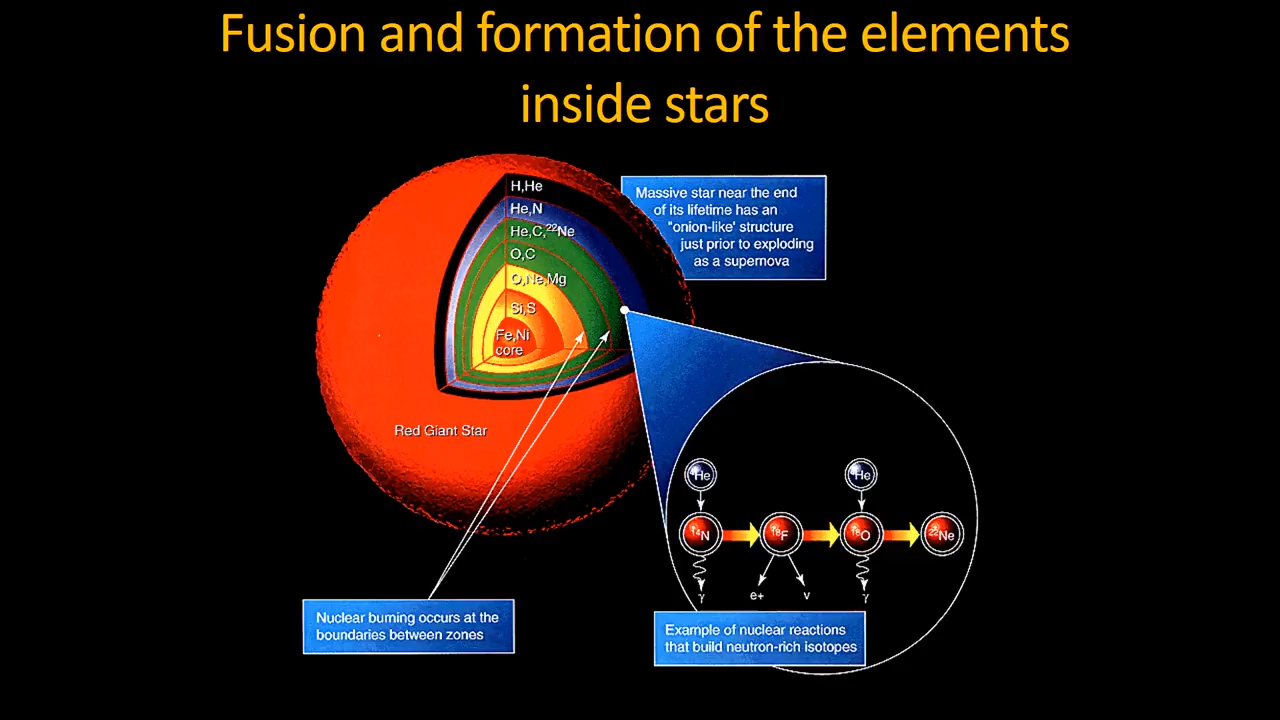 Fusion and formation of the elements
inside stars
H,He
He,N
He,C,²²Ne
O,C
O,Ne,Mg
Si,S
Fe,Ni
core
Red Giant Star
Massive star near the end
of its lifetime has an
"onion-like' structure
just prior to exploding
as a supernova
Nuclear burning occurs at the
boundaries between zones
He He
¹⁴N ¹⁸F ¹⁸O ²²Ne
γ e+ ν γ
Example of nuclear reactions
that build neutron-rich isotopes